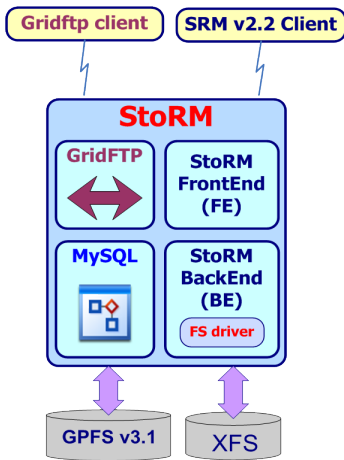 Gridftp client
SRM v2.2 Client
StoRM
GridFTP
StoRM
FrontEnd
(FE)
MySQL
StoRM
BackEnd
(BE)
FS driver
GPFS v3.1
XFS